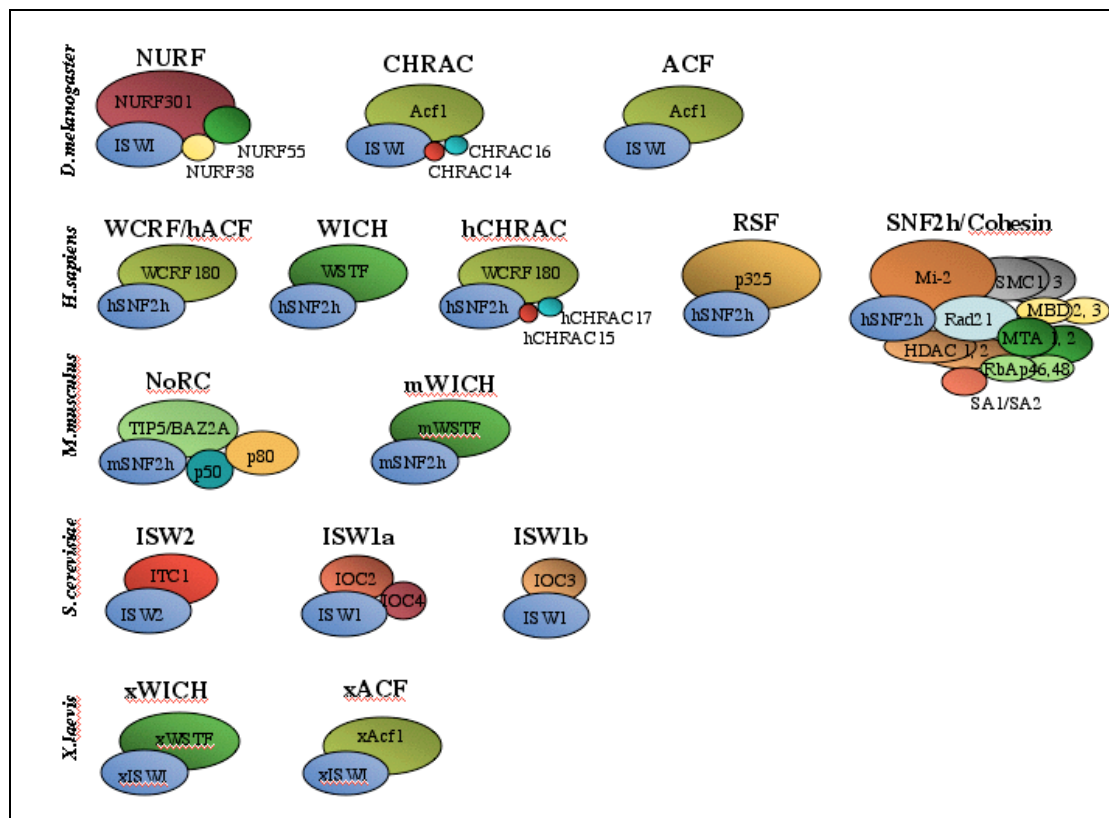 D.melanogaster
NURF
NURF301
ISWI
NURF55
NURF38
CHRAC
Acf1
ISWI
CHRAC16
CHRAC14
ACF
Acf1
ISWI
H.sapiens
WCRF/hACF
WCRF180
hSNF2h
WICH
WSTF
hSNF2h
hCHRAC
WCRF180
hSNF2h
hCHRAC17
hCHRAC15
RSF
p325
hSNF2h
SNF2h/Cohesin
Mi-2
SMC1 3
hSNF2h
Rad21
MBD2, 3
MTA 1, 2
HDAC 1, 2
RbAp46,48
SA1/SA2
M.musculus
NoRC
TIP5/BAZ2A
mSNF2h
p50
p80
mWICH
mWSTF
mSNF2h
S.cerevisiae
ISW2
ITC1
ISW2
ISW1a
IOC2
ISW1
IOC4
ISW1b
IOC3
ISW1
X.laevis
xWICH
xWSTF
xISWI
xACF
xAcf1
xISWI